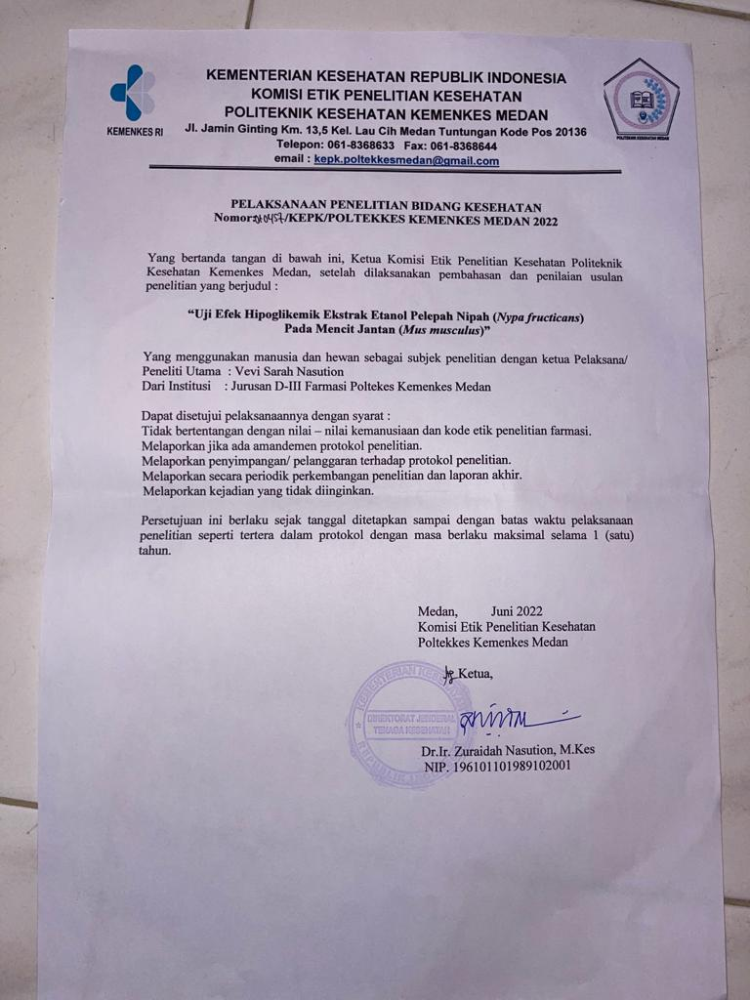 KEMENTERIAN KESEHATAN REPUBLIK INDONESIA
KOMISI ETIK PENELITIAN KESEHATAN
POLITEKNIK KESEHATAN KEMENKES MEDAN
Jl. Jamin Ginting Km. 13,5 Kel. Lau Cih Medan Tuntungan Kode Pos 20136
Telepon: 061-8368633 Fax: 061-8368644
email : kepk.poltekkesmedan@gmail.com
KEMENKES RI
POLITEKNIK KESEHATAN MEDAN
PELAKSANAAN PENELITIAN BIDANG KESEHATAN
Nomor: /KEPK/POLTEKKES KEMENKES MEDAN 2022
Yang bertanda tangan di bawah ini, Ketua Komisi Etik Penelitian Kesehatan Politeknik
Kesehatan Kemenkes Medan, setelah dilaksanakan pembahasan dan penilaian usulan
penelitian yang berjudul :
“Uji Efek Hipoglikemik Ekstrak Etanol Pelepah Nipah (Nypa fructicans)
Pada Mencit Jantan (Mus musculus)”
Yang menggunakan manusia dan hewan sebagai subjek penelitian dengan ketua Pelaksana/
Peneliti Utama : Vevi Sarah Nasution
Dari Institusi : Jurusan D-III Farmasi Poltekes Kemenkes Medan
Dapat disetujui pelaksanaannya dengan syarat :
Tidak bertentangan dengan nilai – nilai kemanusiaan dan kode etik penelitian farmasi.
Melaporkan jika ada amandemen protokol penelitian.
Melaporkan penyimpangan/ pelanggaran terhadap protokol penelitian.
Melaporkan secara periodik perkembangan penelitian dan laporan akhir.
Melaporkan kejadian yang tidak diinginkan.
Persetujuan ini berlaku sejak tanggal ditetapkan sampai dengan batas waktu pelaksanaan
penelitian seperti tertera dalam protokol dengan masa berlaku maksimal selama 1 (satu)
tahun.
Medan, Juni 2022
Komisi Etik Penelitian Kesehatan
Poltekkes Kemenkes Medan
Ketua,
KEMENTERIAN KESEHATAN
DIREKTORAT JENDERAL
TENAGA KESEHATAN
REPUBLIK INDONESIA
Dr.Ir. Zuraidah Nasution, M.Kes
NIP. 196101101989102001